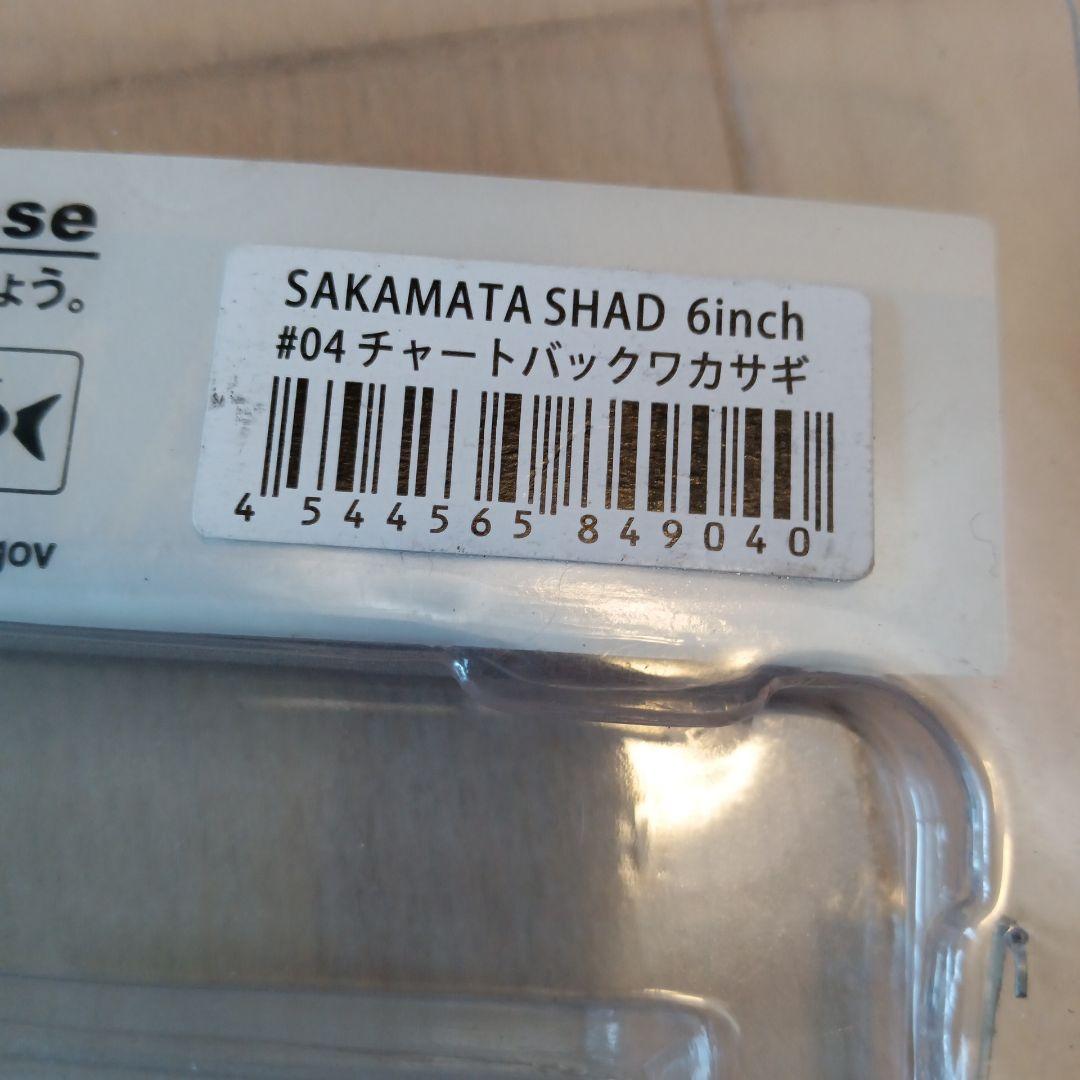 se
ょう。
SAKAMATA SHAD 6inch
#04 チャートバックワカサギ
4 544565 849040
gov